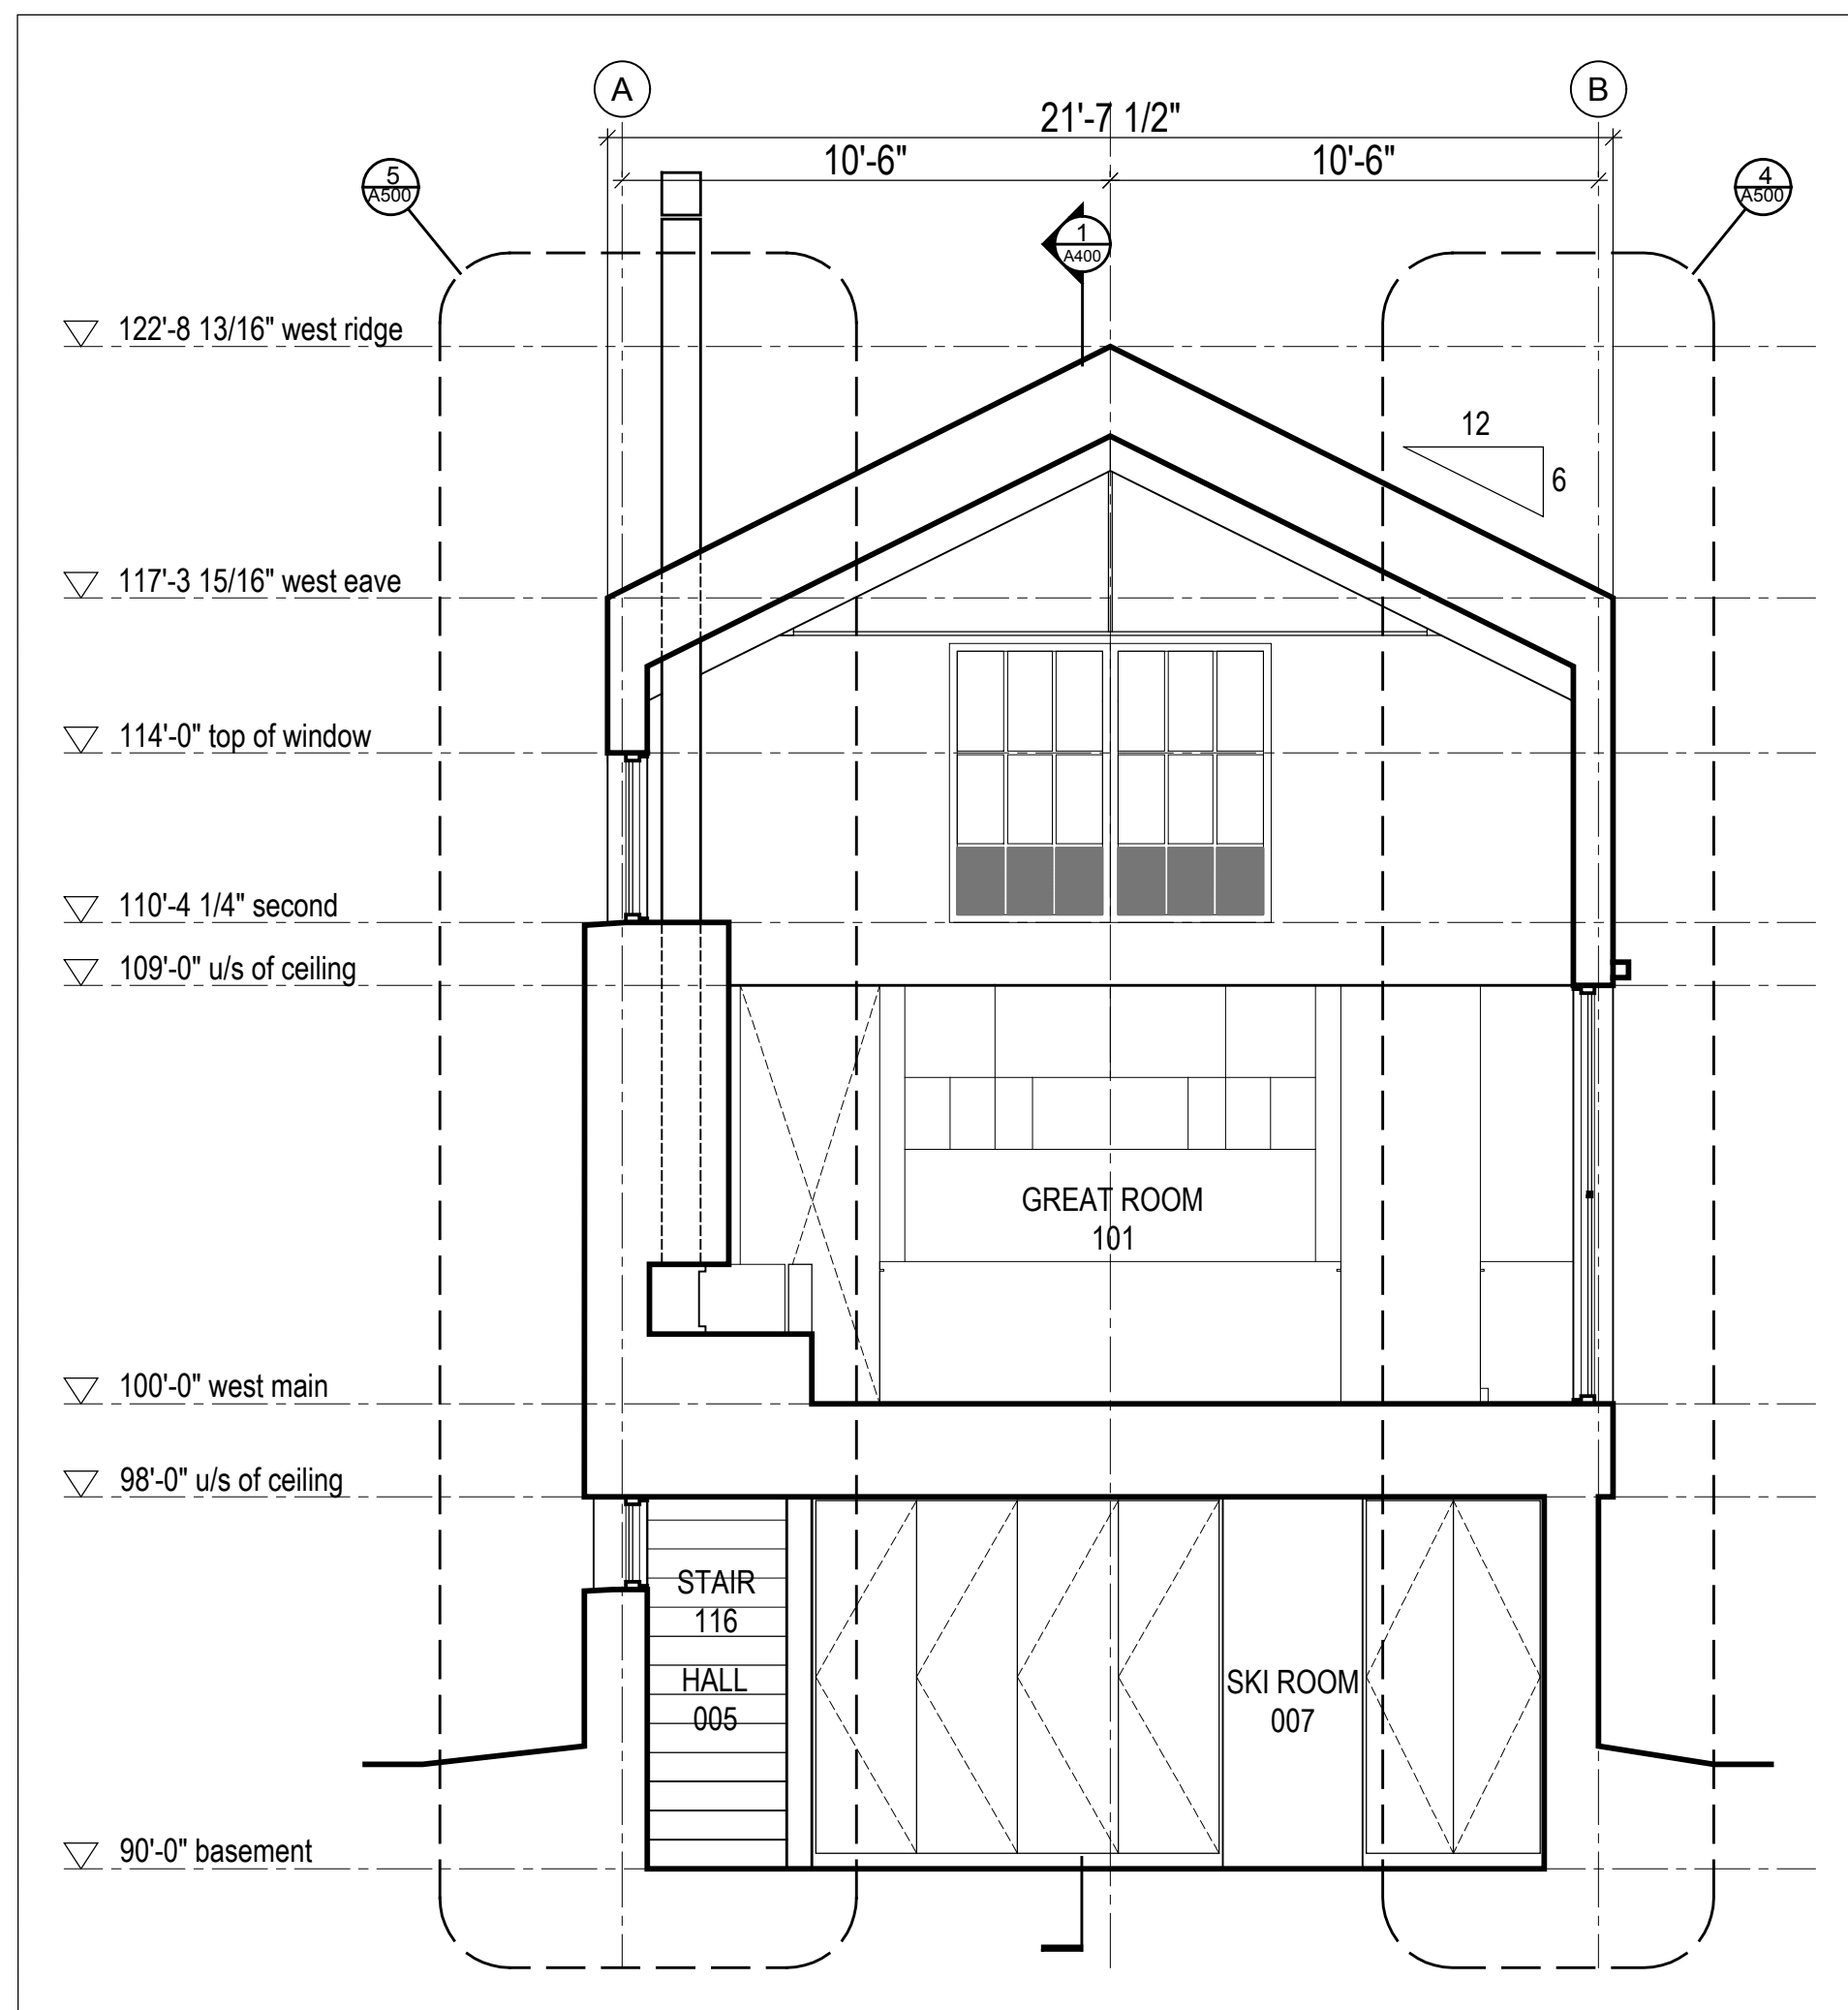 A
B
21'-7 1/2"
10'-6"
10'-6"
5
A500
4
A500
1
A400
122'-8 13/16" west ridge
12
6
117'-3 15/16" west eave
114'-0" top of window
110'-4 1/4" second
109'-0" u/s of ceiling
GREAT ROOM
101
100'-0" west main
98'-0" u/s of ceiling
STAIR
116
HALL
005
SKI ROOM
007
90'-0" basement